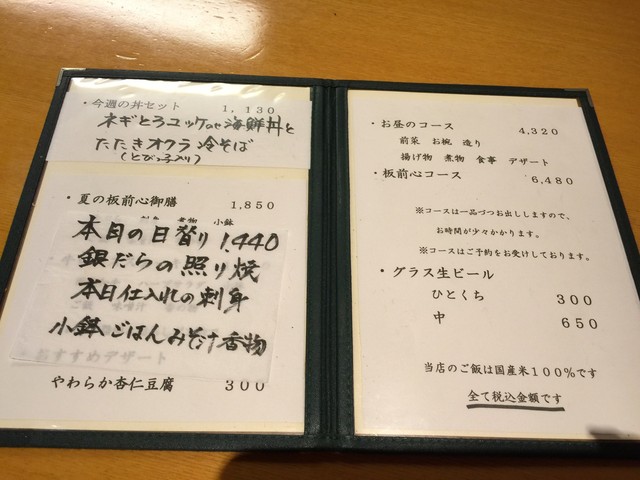 ・今週の丼セット 1,130
ネギとろユッケのせ海鮮丼と
たたきオクラ冷そば
(とびっ子入り)
・夏の板前心御膳 1,850
煮物 小鉢
本日の日替り 1,440
銀だらの照り焼
本日仕入れの刺身
小鉢ごはんみそ汁香物
おすすめデザート
やわらか杏仁豆腐 300
・お昼のコース 4,320
前菜 お椀 造り
揚げ物 煮物 食事 デザート
・板前心コース 6,480
※コースは一品づつお出ししますので、
お時間が少々かかります。
※コースはご予約をお受けしております。
・グラス生ビール
ひとくち 300
中 650
当店のご飯は国産米100%です
全て税込金額です